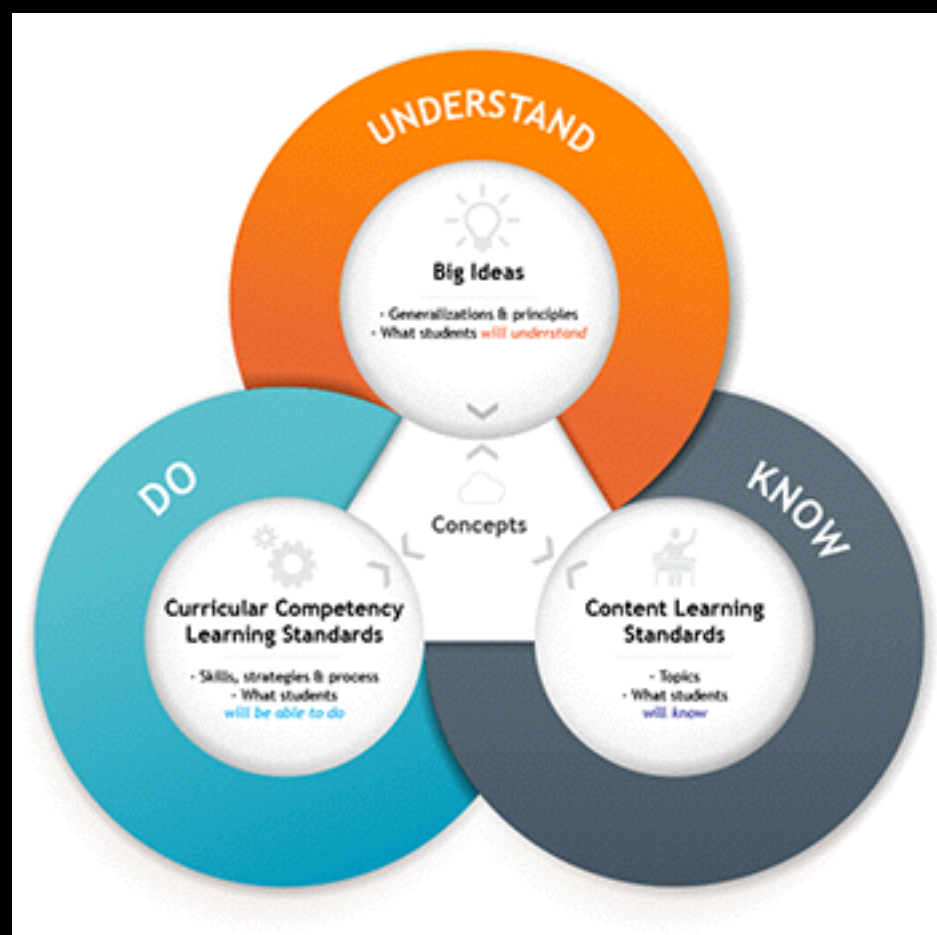 UNDERSTAND
Big Ideas
- Generalizations & principles
- What students will understand
Concepts
DO
Curricular Competency
Learning Standards
- Skills, strategies & process
- What students
will be able to do
KNOW
Content Learning
Standards
- Topics
- What students
will know